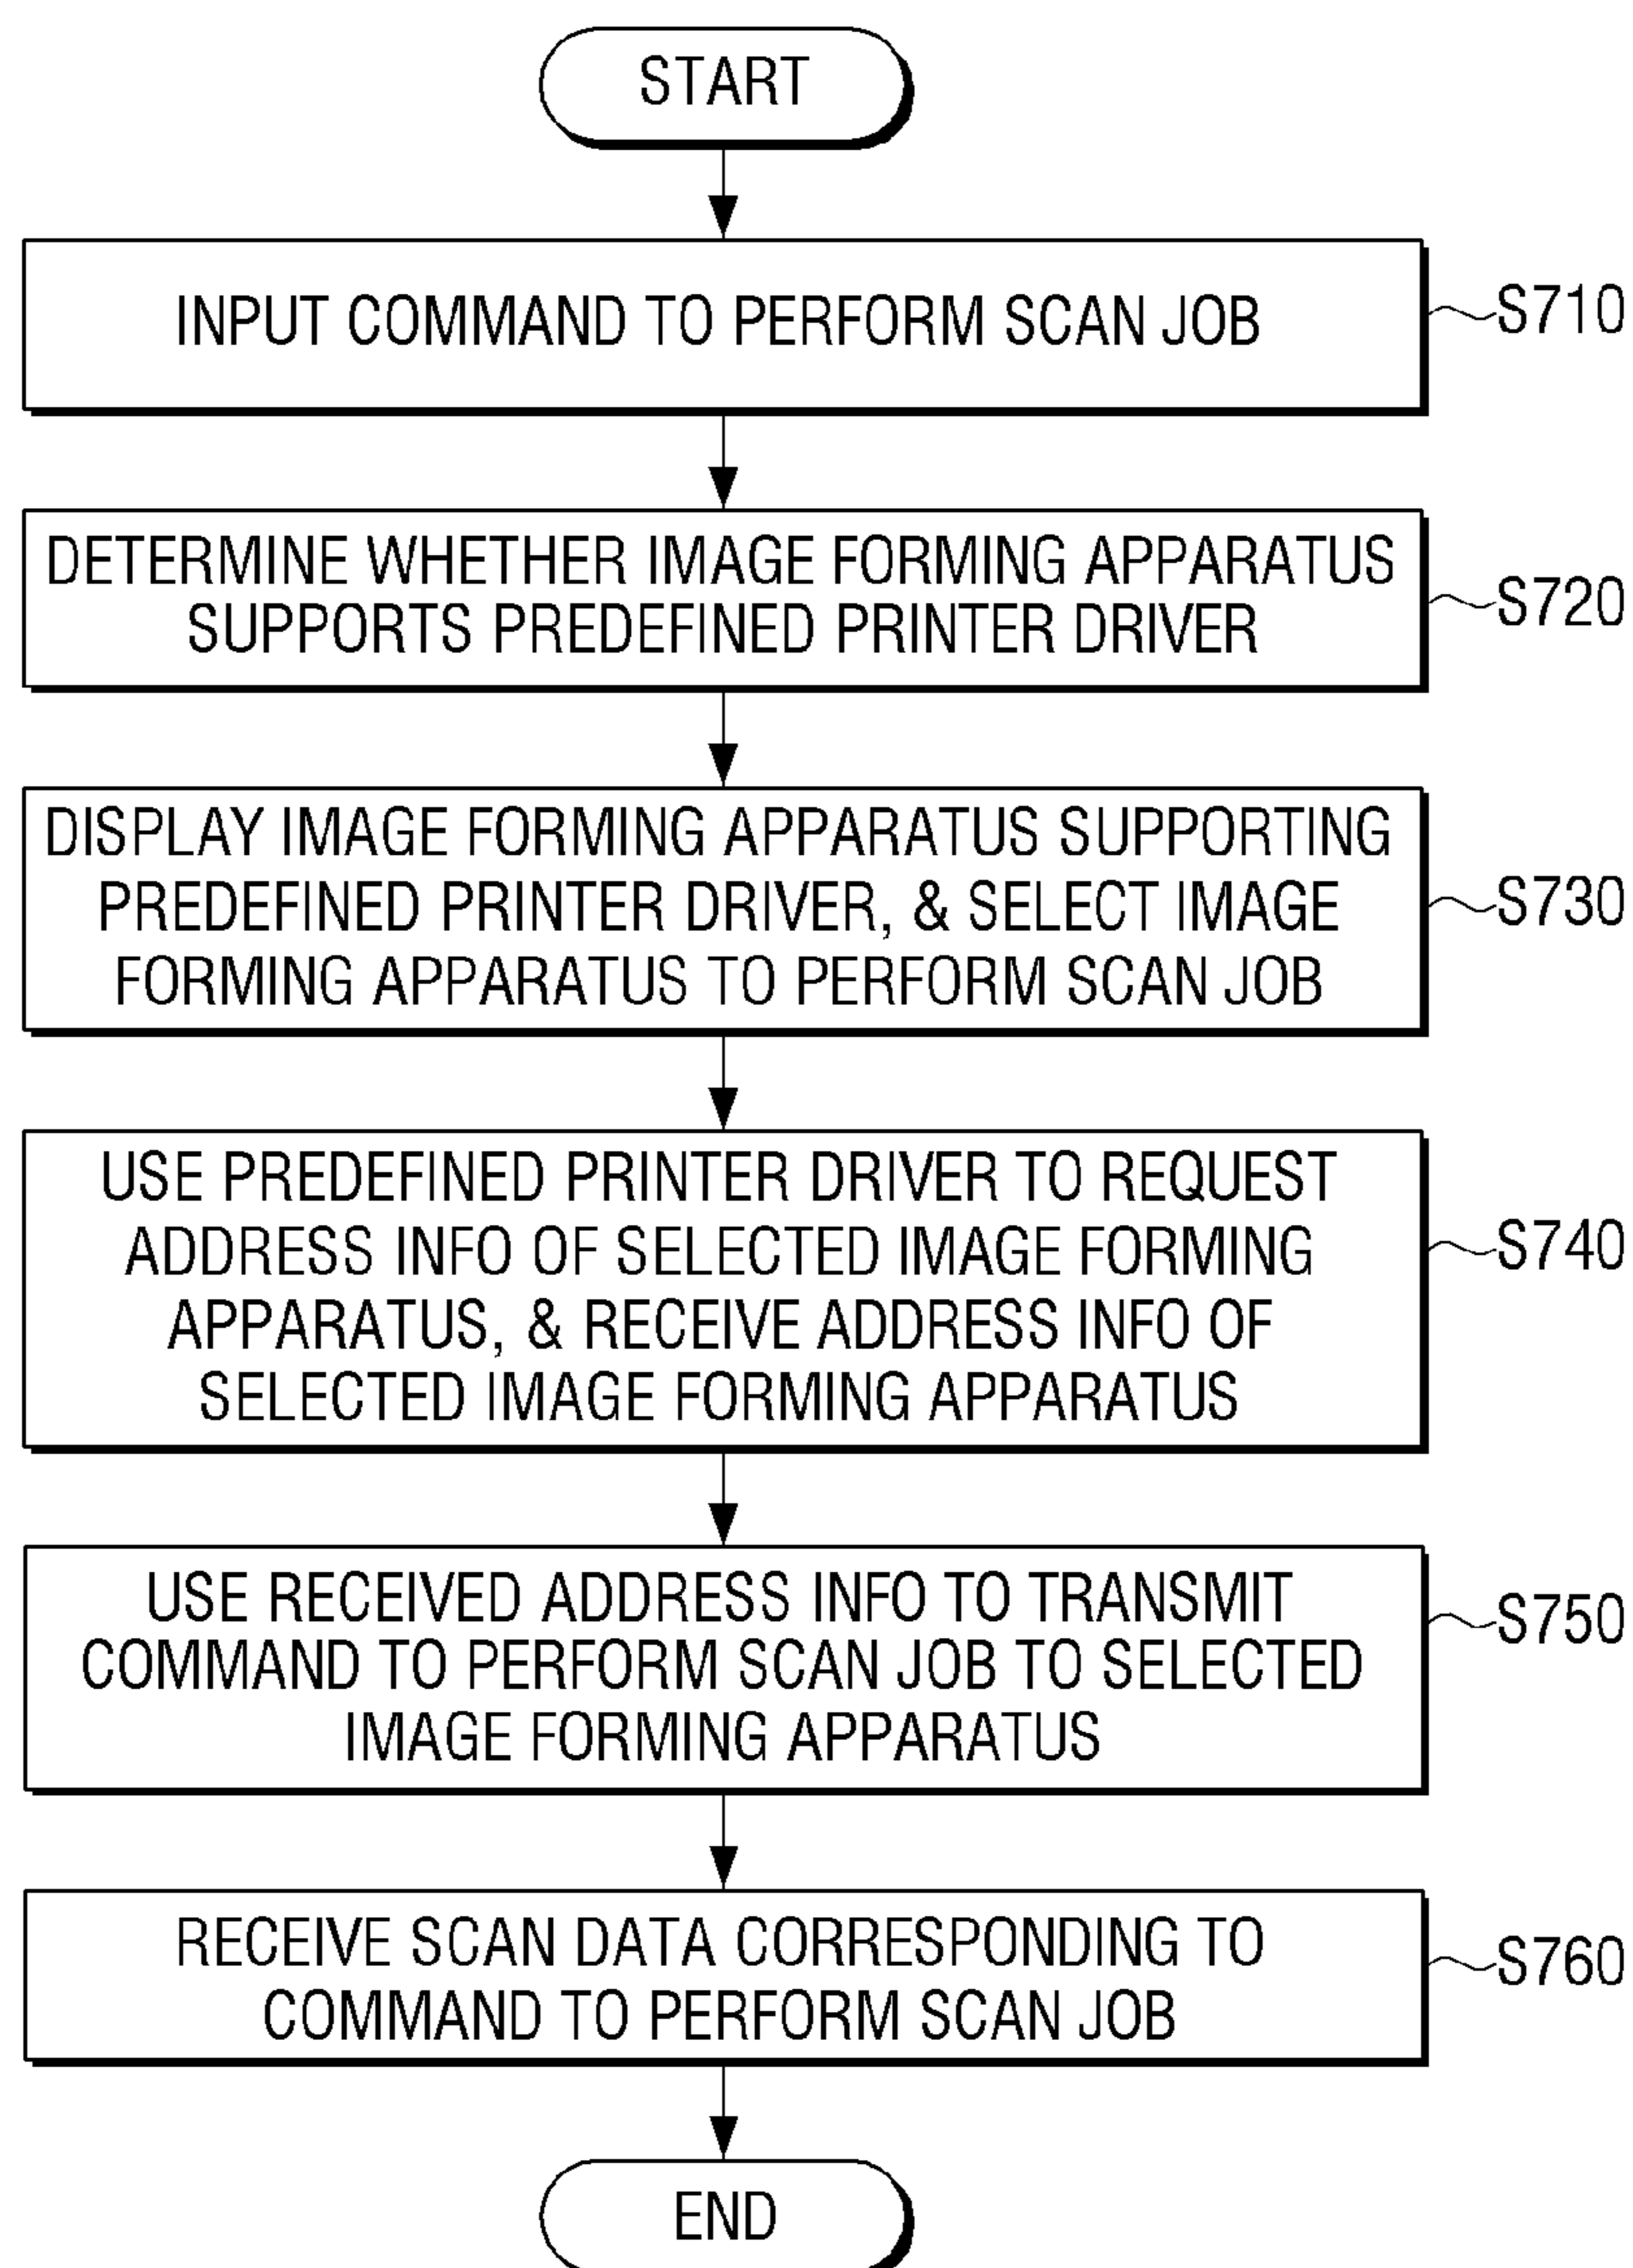 START
INPUT COMMAND TO PERFORM SCAN JOB
S710
DETERMINE WHETHER IMAGE FORMING APPARATUS
SUPPORTS PREDEFINED PRINTER DRIVER
S720
DISPLAY IMAGE FORMING APPARATUS SUPPORTING
PREDEFINED PRINTER DRIVER, & SELECT IMAGE
FORMING APPARATUS TO PERFORM SCAN JOB
S730
USE PREDEFINED PRINTER DRIVER TO REQUEST
ADDRESS INFO OF SELECTED IMAGE FORMING
APPARATUS, & RECEIVE ADDRESS INFO OF
SELECTED IMAGE FORMING APPARATUS
S740
USE RECEIVED ADDRESS INFO TO TRANSMIT
COMMAND TO PERFORM SCAN JOB TO SELECTED
IMAGE FORMING APPARATUS
S750
RECEIVE SCAN DATA CORRESPONDING TO
COMMAND TO PERFORM SCAN JOB
S760
END